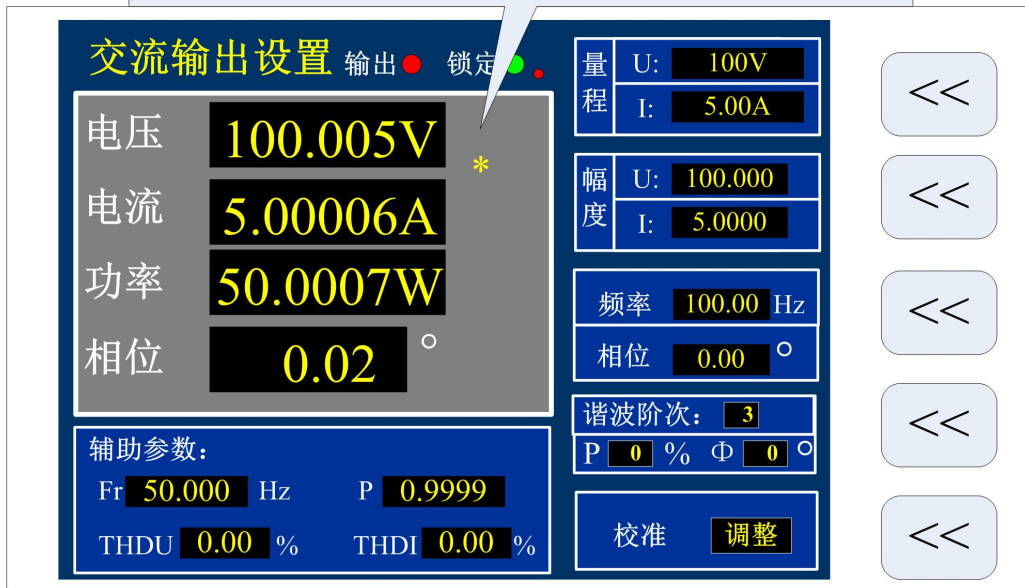 交流输出设置 输出 锁定
电压 100.005V *
电流 5.00006A
功率 50.0007W
相位 0.02 °
辅助参数：
Fr 50.000 Hz P 0.9999
THDU 0.00 % THDI 0.00 %
量程 U: 100V
I: 5.00A
幅度 U: 100.000
I: 5.0000
频率 100.00 Hz
相位 0.00 °
谐波阶次： 3
P 0 % Φ 0 °
校准 调整
<<
<<
<<
<<
<<